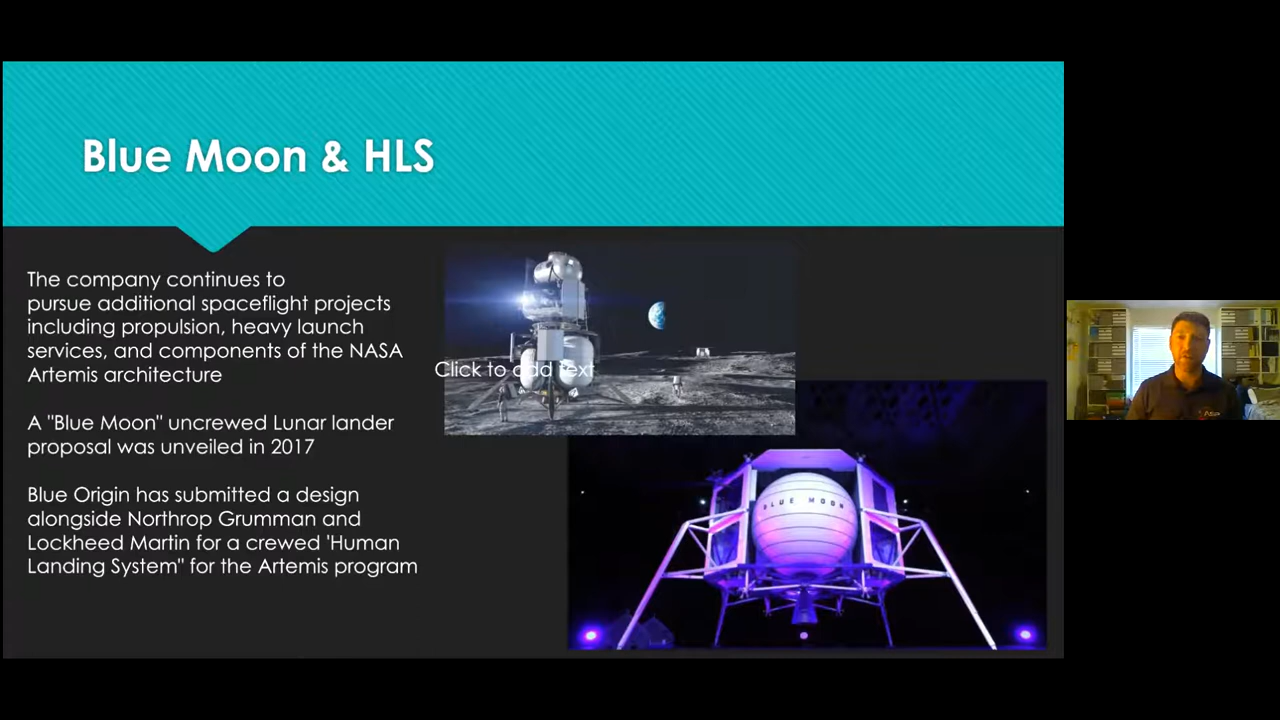 Blue Moon & HLS
The company continues to
pursue additional spaceflight projects
including propulsion, heavy launch
services, and components of the NASA
Artemis architecture
A "Blue Moon" uncrewed Lunar lander
proposal was unveiled in 2017
Blue Origin has submitted a design
alongside Northrop Grumman and
Lockheed Martin for a crewed 'Human
Landing System" for the Artemis program
Click to add text
BLUE MOON